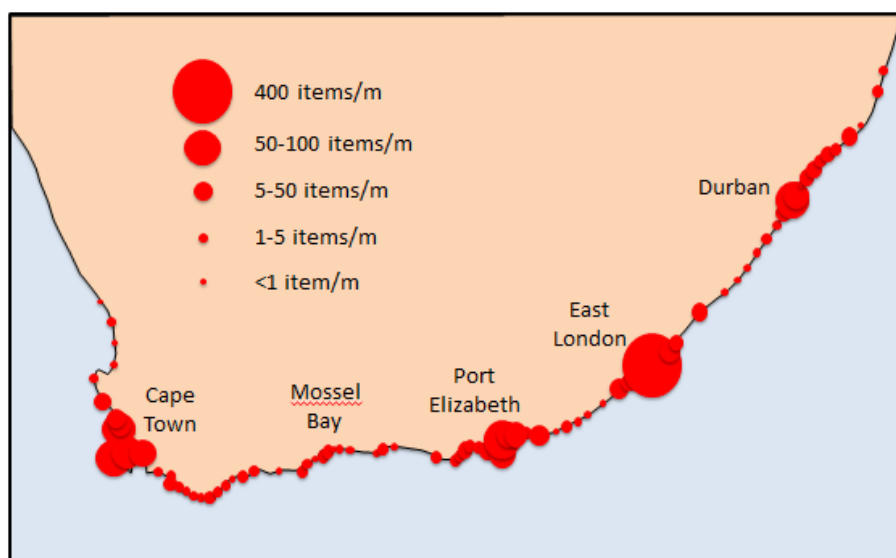 400 items/m
50-100 items/m
5-50 items/m
1-5 items/m
<1 item/m
Durban
East
London
Port
Elizabeth
Mossel
Bay
Cape
Town